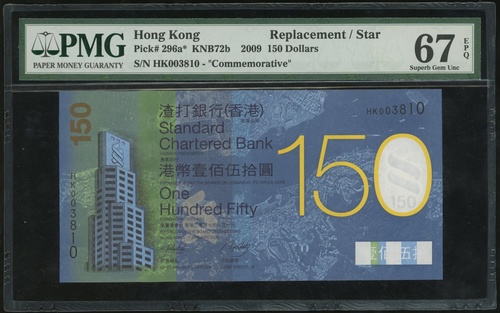 PMG
PAPER MONEY GUARANTY
Hong Kong Replacement / Star
Pick# 296a* KNB72b 2009 150 Dollars
S/N HK003810 - "Commemorative"
67 EPQ
Superb Gem Unc
150
HK003810
渣打銀行(香港)
Standard
Chartered Bank
港幣壹佰伍拾圓
One
Hundred Fifty
HK003810
150
150